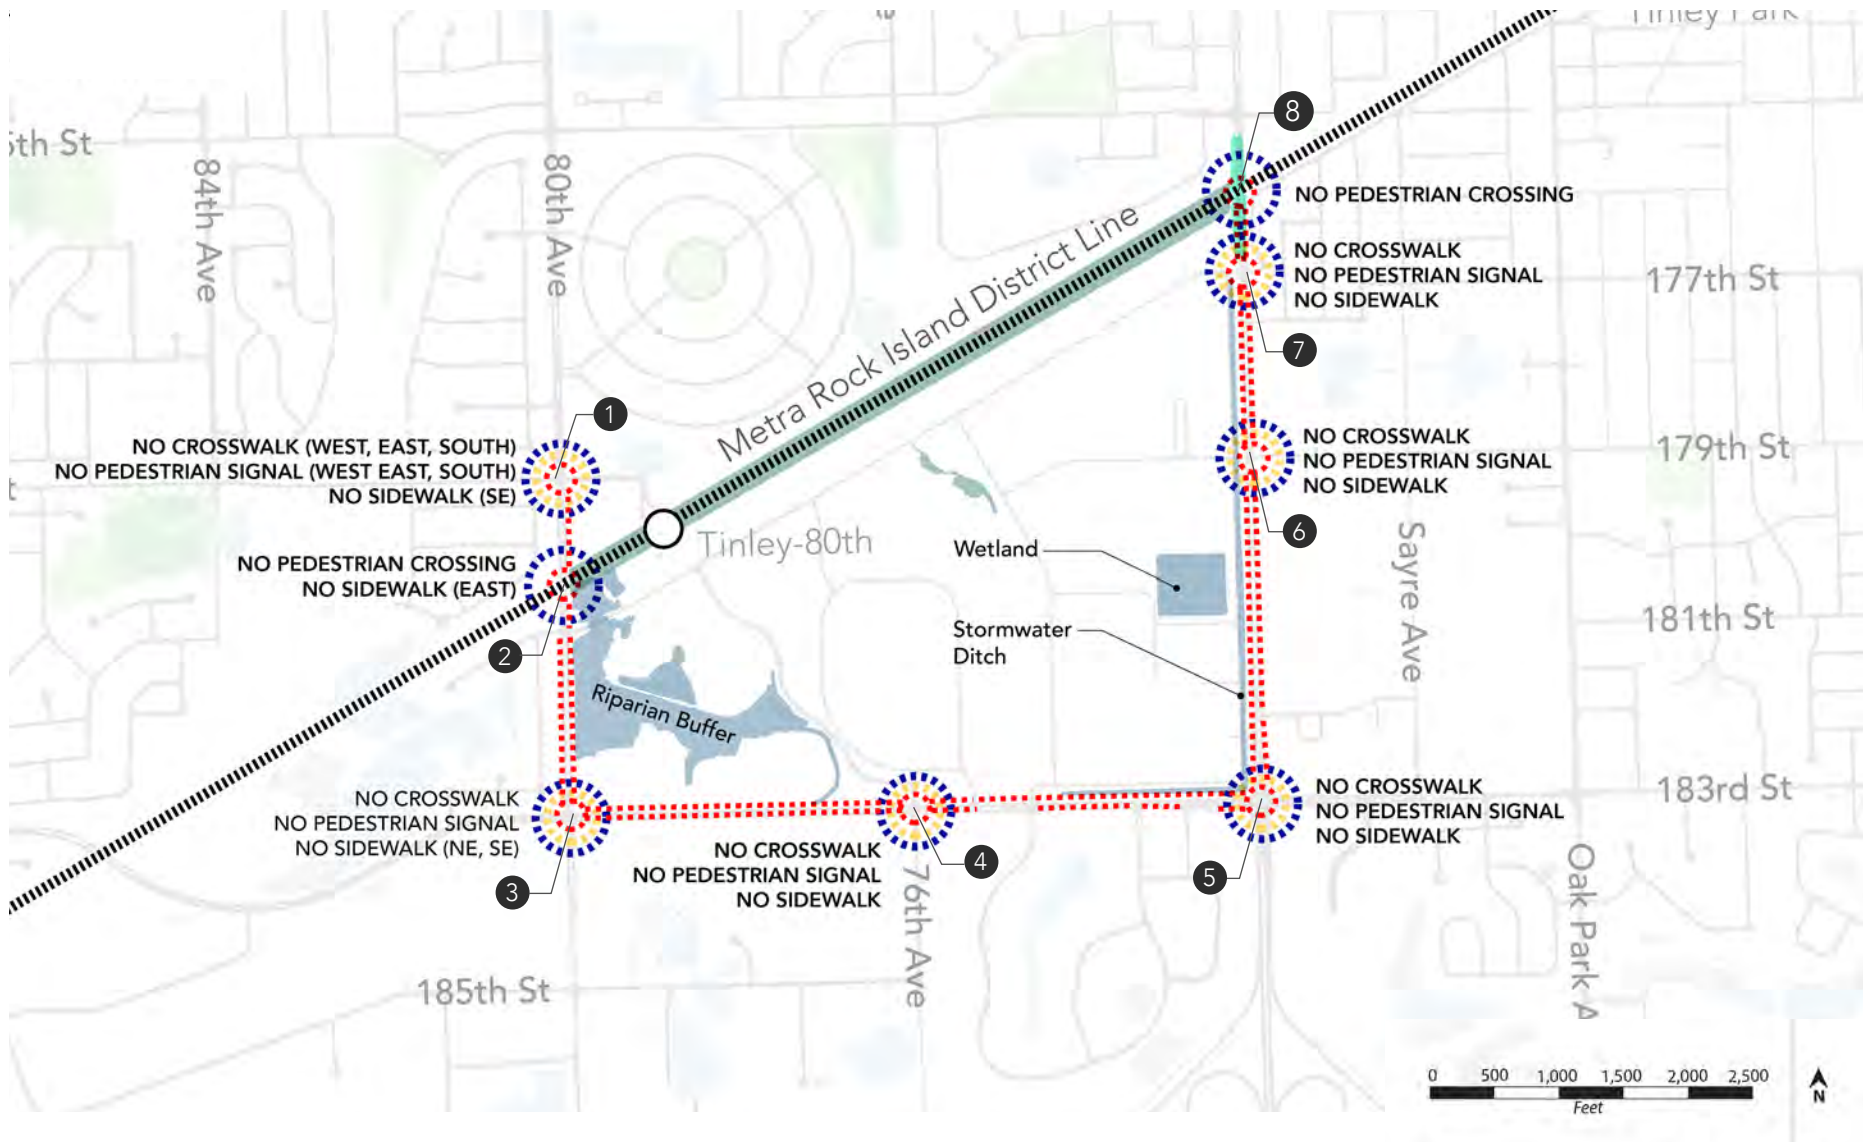 Tinley Park
8
5th St
84th Ave
80th Ave
NO PEDESTRIAN CROSSING
Metra Rock Island District Line
NO CROSSWALK
NO PEDESTRIAN SIGNAL
NO SIDEWALK
177th St
7
1
NO CROSSWALK (WEST, EAST, SOUTH)
NO PEDESTRIAN SIGNAL (WEST EAST, SOUTH)
NO SIDEWALK (SE)
NO CROSSWALK
NO PEDESTRIAN SIGNAL
NO SIDEWALK
179th St
6
Tinley-80th
Wetland
Sayre Ave
NO PEDESTRIAN CROSSING
NO SIDEWALK (EAST)
2
Stormwater
Ditch
181th St
Riparian Buffer
NO CROSSWALK
NO PEDESTRIAN SIGNAL
NO SIDEWALK (NE, SE)
3
NO CROSSWALK
NO PEDESTRIAN SIGNAL
NO SIDEWALK
4
76th Ave
5
NO CROSSWALK
NO PEDESTRIAN SIGNAL
NO SIDEWALK
183rd St
Oak Park A
185th St
0 500 1,000 1,500 2,000 2,500
Feet
N